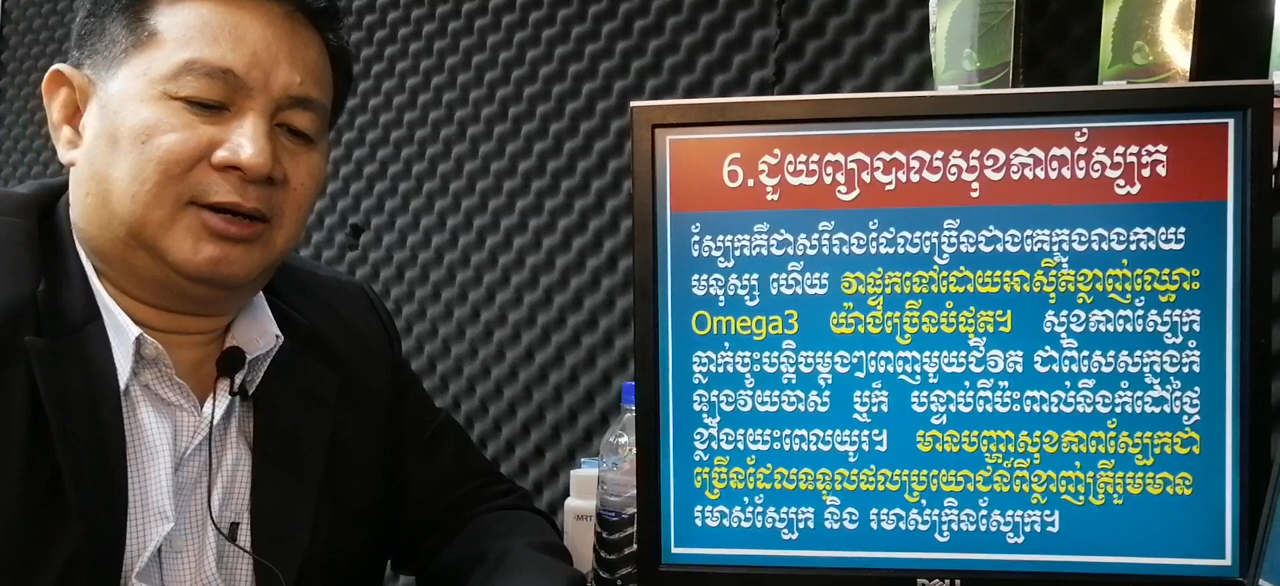 6.ជួយព្យាបាលសុខភាពស្បែក
ស្បែកគឺជាសរីរាង្គដែលច្រើនជាងគេក្នុងរាងកាយ
មនុស្ស ហើយ វាផ្ទុកទៅដោយអាស៊ីតខ្លាញ់ឈ្មោះ
Omega3 យ៉ាងច្រើនបំផុត។ សុខភាពស្បែក
ធ្លាក់ចុះបន្តិចម្តងៗពេញមួយជីវិត ជាពិសេសក្នុងកំ
ឡុងវ័យចាស់ ឬក៏ បន្ទាប់ពីប៉ះពាល់នឹងកំដៅថ្ងៃ
ខ្លាំងរយះពេលយូរ។ មានបញ្ហាសុខភាពស្បែកជា
ច្រើនដែលទទួលផលប្រយោជន៍ពីខ្លាញ់ត្រីរួមមាន
រមាស់ស្បែក និង រមាស់ក្រិនស្បែក។